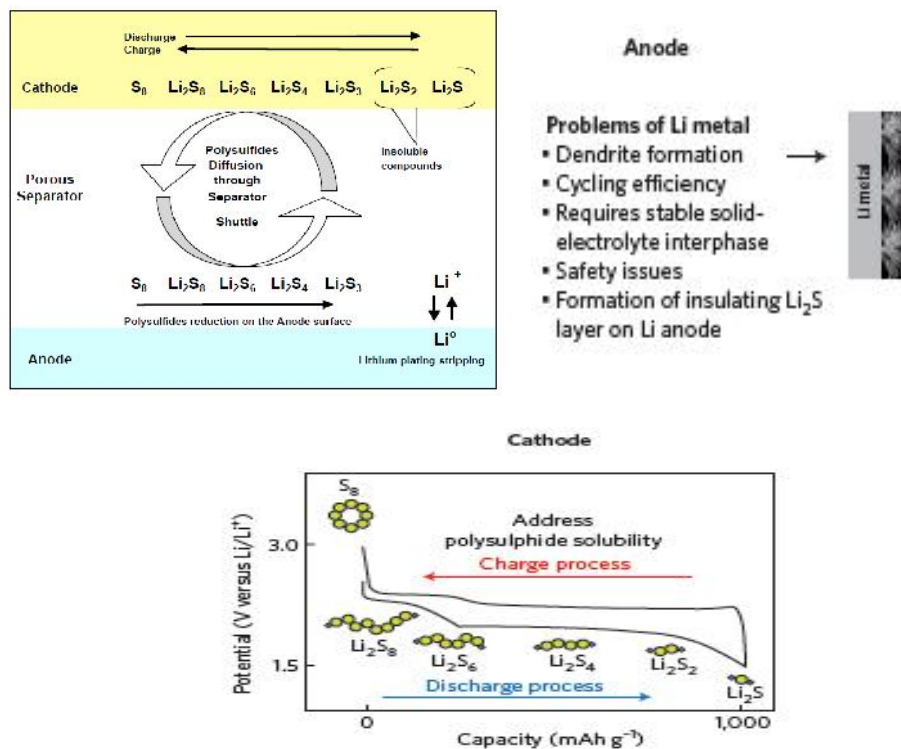 Discharge
Charge
Cathode
S₈ Li₂S₈ Li₂S₆ Li₂S₄ Li₂S₃ Li₂S₂ Li₂S
Insoluble
compounds
Porous
Separator
Polysulfides
Diffusion
through
Separator
Shuttle
S₈ Li₂S₈ Li₂S₆ Li₂S₄ Li₂S₃
Li⁺
Polysulfides reduction on the Anode surface
Li⁰
Anode
Lithium plating stripping
Anode
Problems of Li metal
▪ Dendrite formation
▪ Cycling efficiency
▪ Requires stable solid-
electrolyte interphase
▪ Safety issues
▪ Formation of insulating Li₂S
layer on Li anode
Li metal
Cathode
S₈
Address
polysulphide solubility
Charge process
3.0
1.5
Potential (V versus Li/Li⁺)
Li₂S₈
Li₂S₆
Li₂S₄
Li₂S₂
Li₂S
Discharge process
0
1,000
Capacity (mAh g⁻¹)